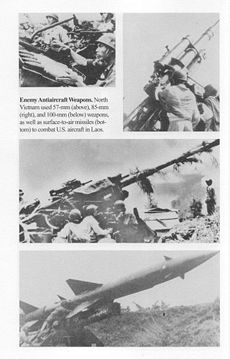 Enemy Antiaircraft Weapons. North
Vietnam used 57-mm (above), 85-mm
(right), and 100-mm (below) weapons,
as well as surface-to-air missiles (bot-
tom) to combat U.S. aircraft in Laos.